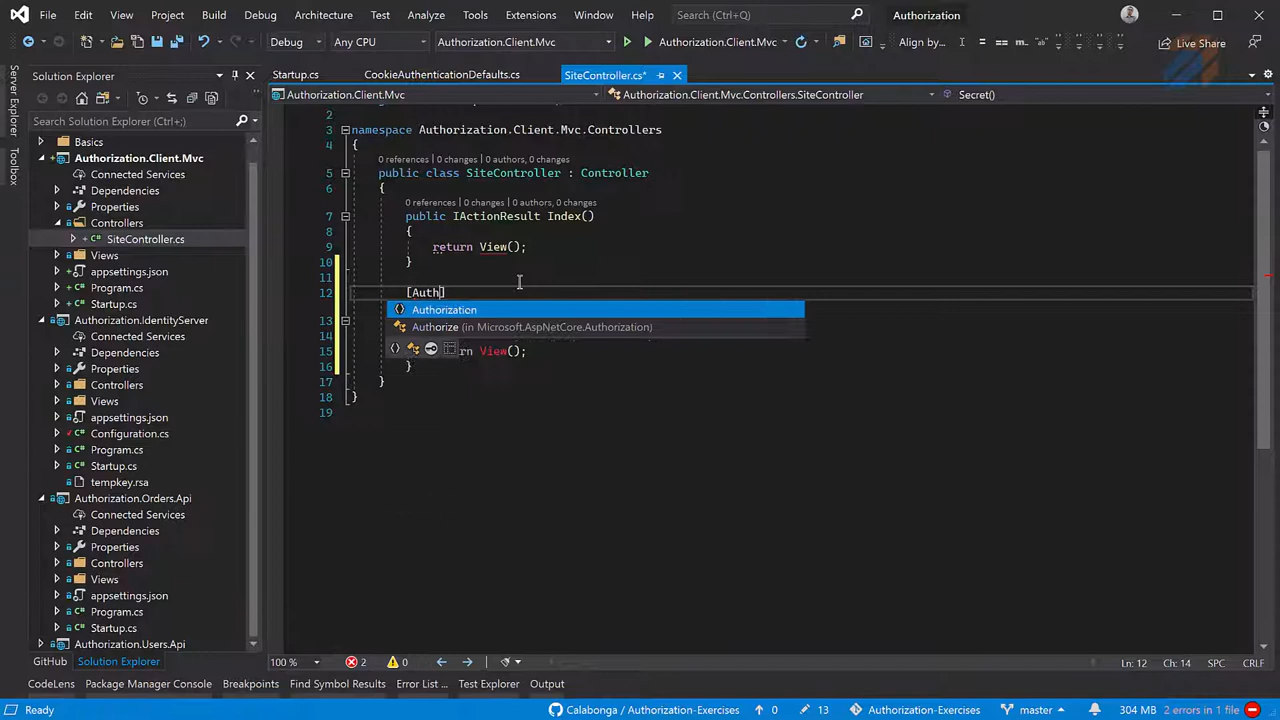 File Edit View Git Project Build Debug Architecture Test Analyze Tools Extensions Window Help Search (Ctrl+Q) Authorization
Debug Any CPU Authorization.Client.Mvc Authorization.Client.Mvc Align by... Live Share
Server Explorer
Toolbox
Solution Explorer
Search Solution Explorer (Ctrl+;)
Basics
Authorization.Client.Mvc
Connected Services
Dependencies
Properties
Controllers
SiteController.cs
Views
appsettings.json
Program.cs
Startup.cs
Authorization.IdentityServer
Connected Services
Dependencies
Properties
Controllers
Views
appsettings.json
Configuration.cs
Program.cs
Startup.cs
tempkey.rsa
Authorization.Orders.Api
Connected Services
Dependencies
Properties
Controllers
Views
appsettings.json
Program.cs
Startup.cs
Authorization.Users.Api
GitHub Solution Explorer
Startup.cs CookieAuthenticationDefaults.cs SiteController.cs*
Authorization.Client.Mvc Authorization.Client.Mvc.Controllers.SiteController Secret()
2
3 namespace Authorization.Client.Mvc.Controllers
4 {
0 references | 0 changes | 0 authors, 0 changes
5 public class SiteController : Controller
6 {
0 references | 0 changes | 0 authors, 0 changes
7 public IActionResult Index()
8 {
9 return View();
10 }
11
12 [Auth]
Authorization
Authorize (in Microsoft.AspNetCore.Authorization)
13
14
15 rn View();
16 }
17 }
18 }
19
100 % 2 0 Ln: 12 Ch: 14 SPC CRLF
CodeLens Package Manager Console Breakpoints Find Symbol Results Error List ... Test Explorer Output
Ready Calabonga / Authorization-Exercises 0 13 Authorization-Exercises master 304 MB 2 errors in 1 file